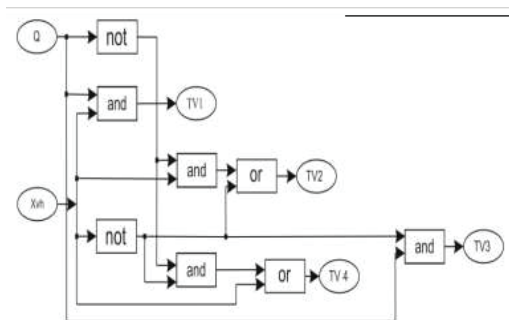 Q
not
and
TV1
and
or
TV2
Xvh
not
and
TV3
and
or
TV 4